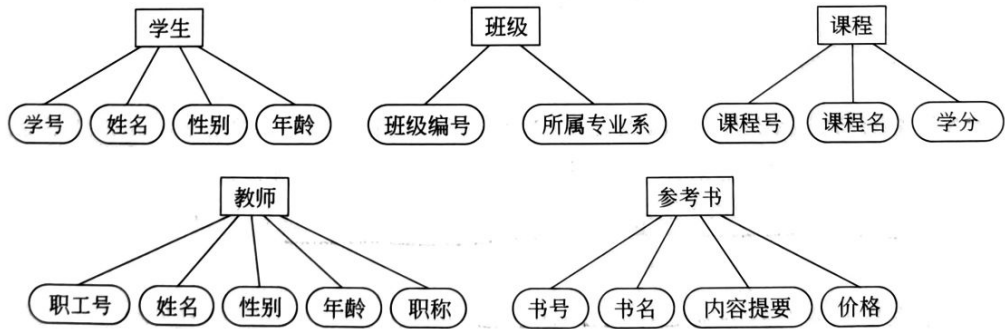 学生 班级 课程
学号 姓名 性别 年龄 班级编号 所属专业系 课程号 课程名 学分
教师 参考书
职工号 姓名 性别 年龄 职称 书号 书名 内容提要 价格